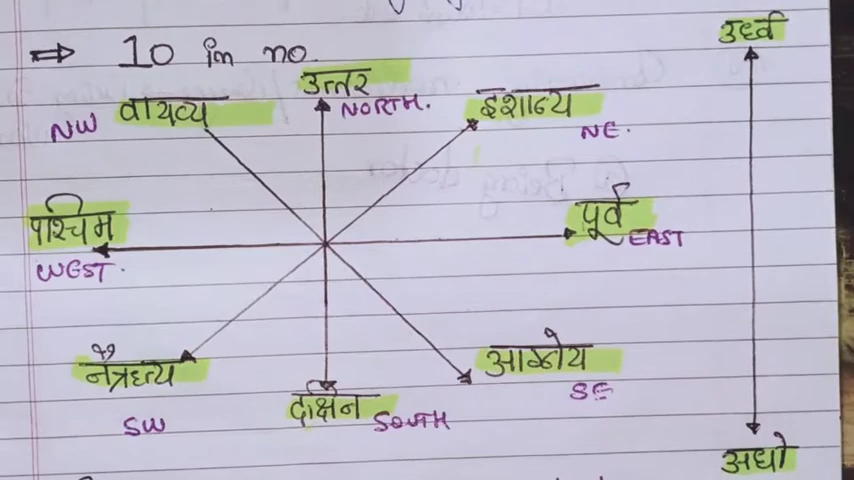 ⇒ 10 in no.
उर्ध्व
उत्तर
NORTH.
वायव्य
NW
इशान्य
NE.
पश्चिम
WEST.
पूर्व
EAST
नैऋत्य
SW
दक्षिन
SOUTH
आग्नेय
SE
अधो